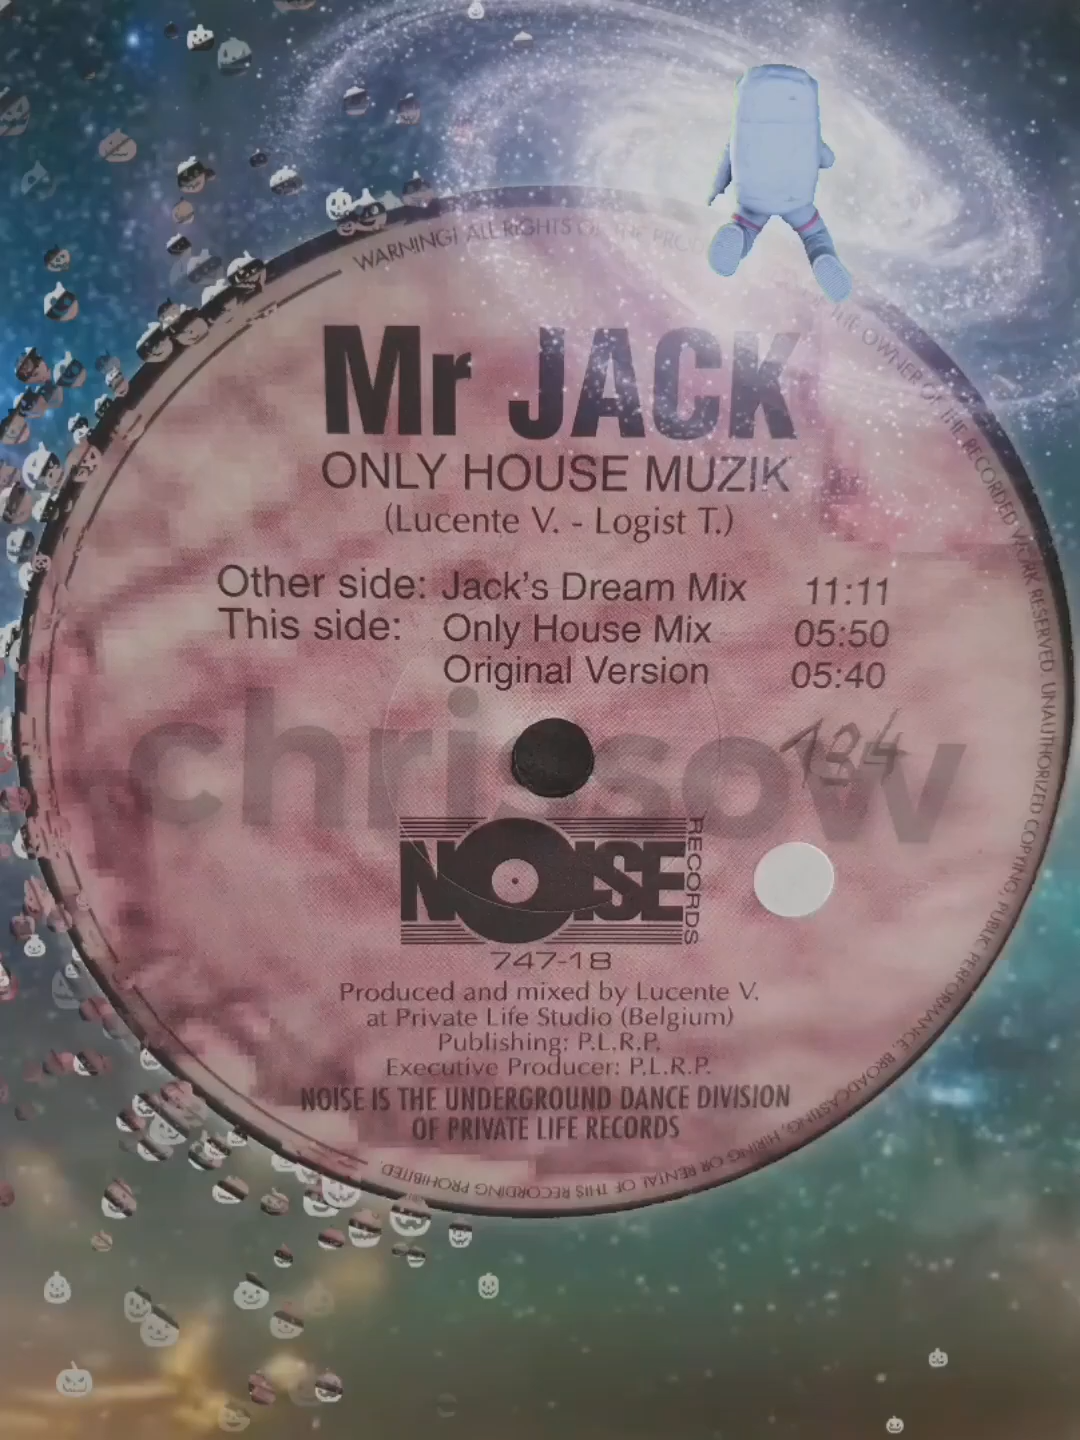 WARNING! ALL RIGHTS OF THE PROD
THE OWNER OF THE RECORDED WORK RESERVED. UNAUTHORIZED COPYING, PUBLIC PERFORMANCE, BROADCASTING, HIRING OR RENTAL OF THIS RECORDING PROHIBITED.
Mr JACK
ONLY HOUSE MUZIK
(Lucente V. - Logist T.)
Other side: Jack's Dream Mix 11:11
This side: Only House Mix 05:50
Original Version 05:40
chrissow
184
NOISE
RECORDS
747-18
Produced and mixed by Lucente V.
at Private Life Studio (Belgium)
Publishing: P.L.R.P.
Executive Producer: P.L.R.P.
NOISE IS THE UNDERGROUND DANCE DIVISION
OF PRIVATE LIFE RECORDS